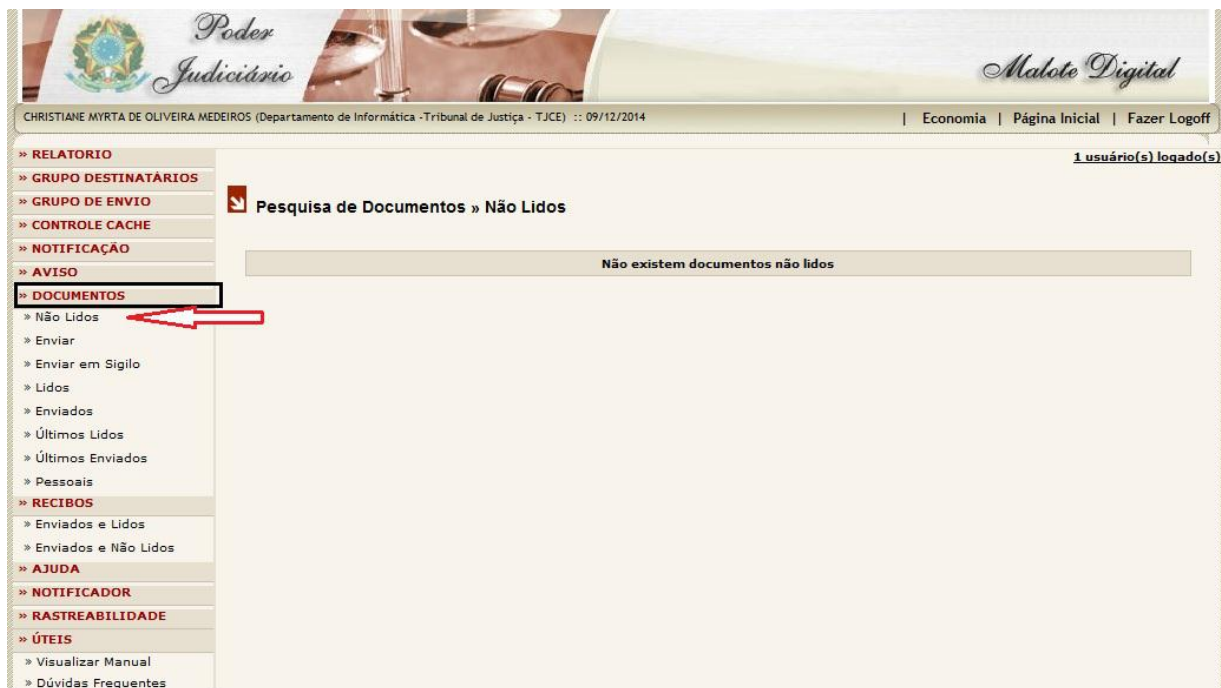 Poder
Judiciário
Malote Digital
CHRISTIANE MYRTA DE OLIVEIRA MEDEIROS (Departamento de Informática -Tribunal de Justiça - TJCE) :: 09/12/2014
| Economia | Página Inicial | Fazer Logoff
1 usuário(s) logado(s)
» RELATORIO
» GRUPO DESTINATÁRIOS
» GRUPO DE ENVIO
» CONTROLE CACHE
» NOTIFICAÇÃO
» AVISO
» DOCUMENTOS
» Não Lidos
» Enviar
» Enviar em Sigilo
» Lidos
» Enviados
» Últimos Lidos
» Últimos Enviados
» Pessoais
» RECIBOS
» Enviados e Lidos
» Enviados e Não Lidos
» AJUDA
» NOTIFICADOR
» RASTREABILIDADE
» ÚTEIS
» Visualizar Manual
» Dúvidas Frequentes
Pesquisa de Documentos » Não Lidos
Não existem documentos não lidos